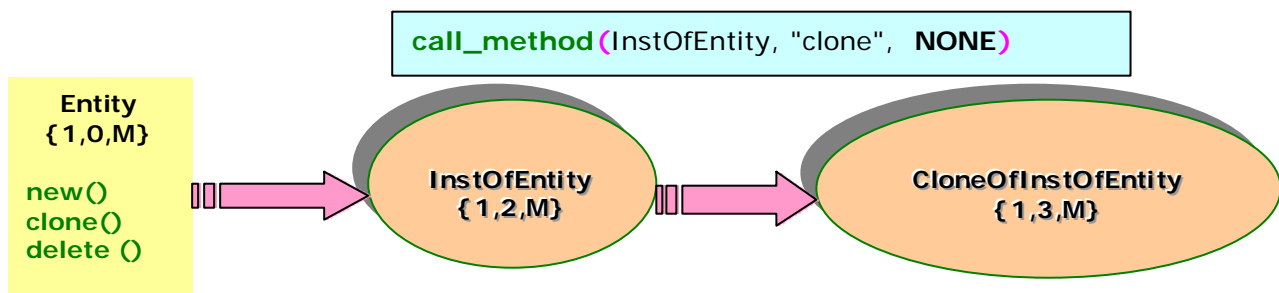 call_method(InstOfEntity, "clone", NONE)
Entity
{1,0,M}
new()
clone()
delete ()
InstOfEntity
{1,2,M}
CloneOfInstOfEntity
{1,3,M}